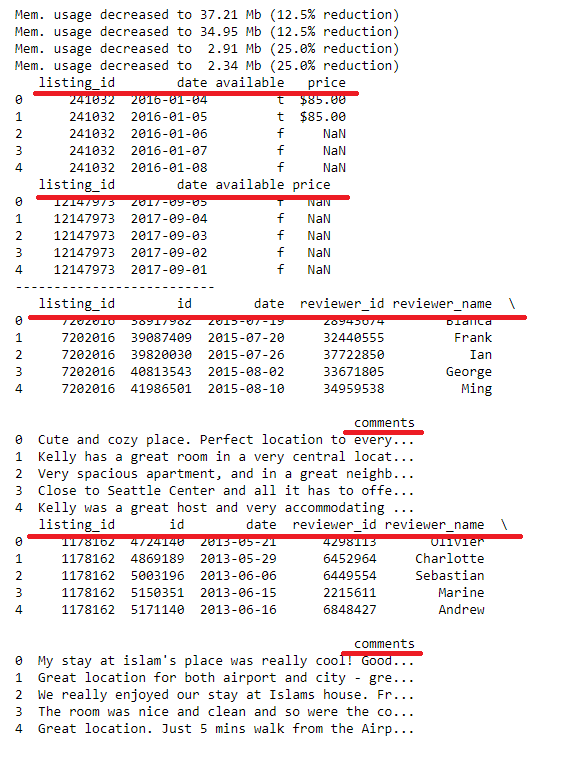 Mem. usage decreased to 37.21 Mb (12.5% reduction)
Mem. usage decreased to 34.95 Mb (12.5% reduction)
Mem. usage decreased to  2.91 Mb (25.0% reduction)
Mem. usage decreased to  2.34 Mb (25.0% reduction)
   listing_id        date available   price
0      241032  2016-01-04         t  $85.00
1      241032  2016-01-05         t  $85.00
2      241032  2016-01-06         f     NaN
3      241032  2016-01-07         f     NaN
4      241032  2016-01-08         f     NaN
   listing_id        date available price
0    12147973  2017-09-05         f   NaN
1    12147973  2017-09-04         f   NaN
2    12147973  2017-09-03         f   NaN
3    12147973  2017-09-02         f   NaN
4    12147973  2017-09-01         f   NaN
--------------------------
   listing_id        id        date  reviewer_id reviewer_name  \
0     7202016  38917982  2015-07-19     28943674        Bianca
1     7202016  39087409  2015-07-20     32440555         Frank
2     7202016  39820030  2015-07-26     37722850           Ian
3     7202016  40813543  2015-08-02     33671805        George
4     7202016  41986501  2015-08-10     34959538          Ming
comments
0  Cute and cozy place. Perfect location to every...
1  Kelly has a great room in a very central locat...
2  Very spacious apartment, and in a great neighb...
3  Close to Seattle Center and all it has to offe...
4  Kelly was a great host and very accommodating ...
   listing_id       id        date  reviewer_id reviewer_name  \
0     1178162  4724140  2013-05-21      4298113       Olivier
1     1178162  4869189  2013-05-29      6452964     Charlotte
2     1178162  5003196  2013-06-06      6449554     Sebastian
3     1178162  5150351  2013-06-15      2215611        Marine
4     1178162  5171140  2013-06-16      6848427        Andrew
comments
0  My stay at islam's place was really cool! Good...
1  Great location for both airport and city - gre...
2  We really enjoyed our stay at Islams house. Fr...
3  The room was nice and clean and so were the co...
4  Great location. Just 5 mins walk from the Airp...